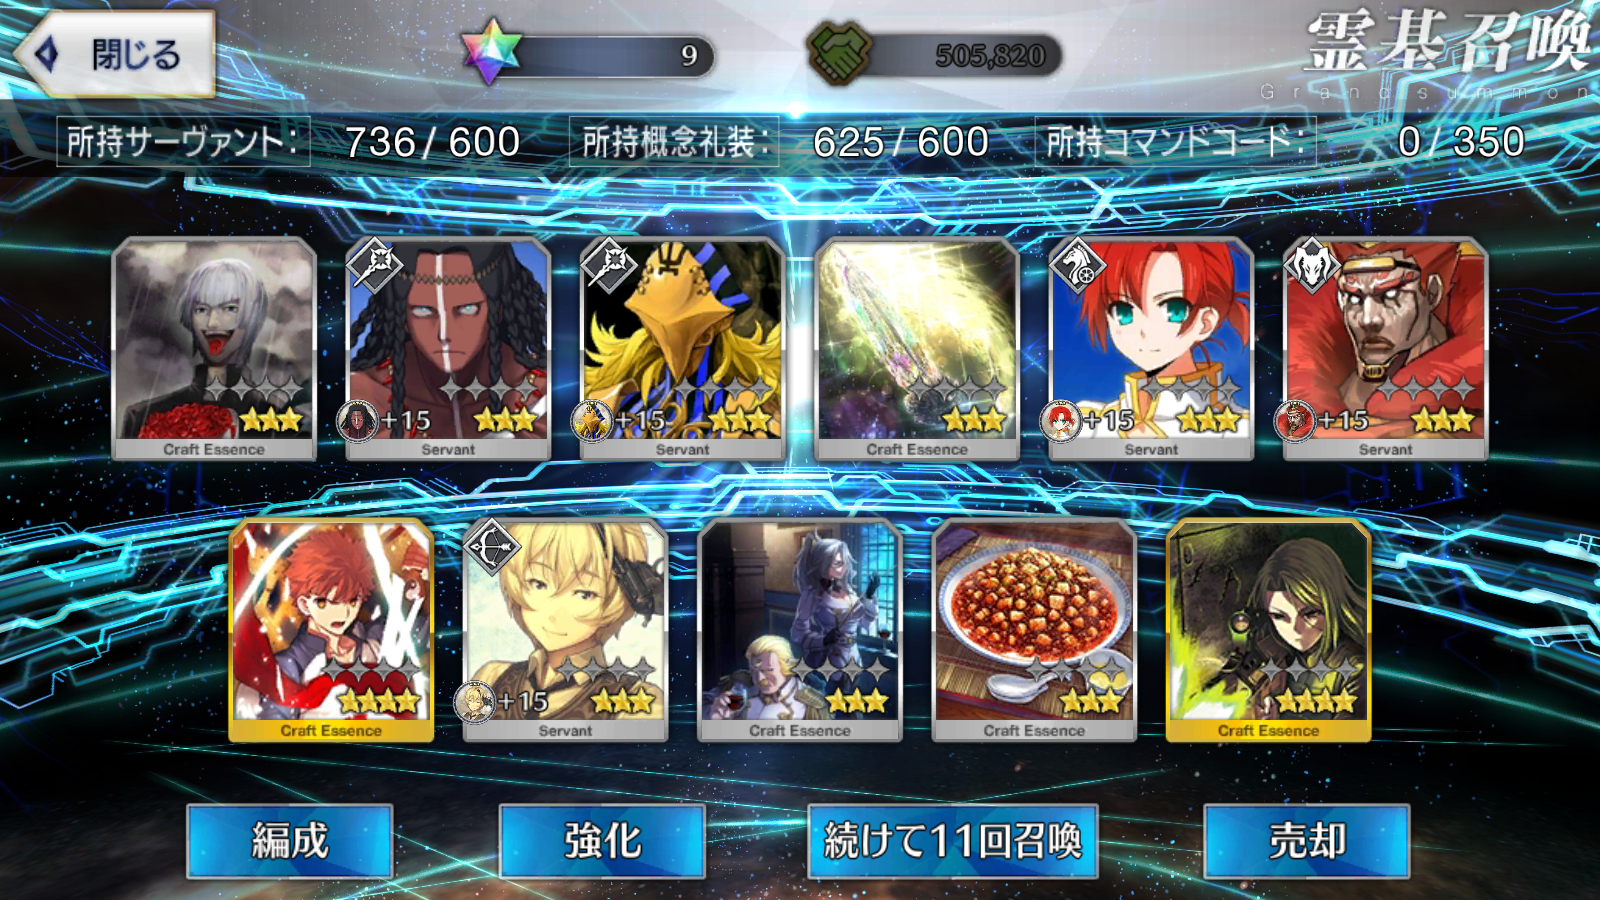 閉じる
9
505,820
霊基召喚
Grand summon
所持サーヴァント: 736 / 600
所持概念礼装: 625 / 600
所持コマンドコード: 0 / 350
+15
+15
+15
+15
Craft Essence
Servant
Servant
Craft Essence
Servant
Servant
+15
Craft Essence
Servant
Craft Essence
Craft Essence
Craft Essence
編成
強化
続けて11回召喚
売却